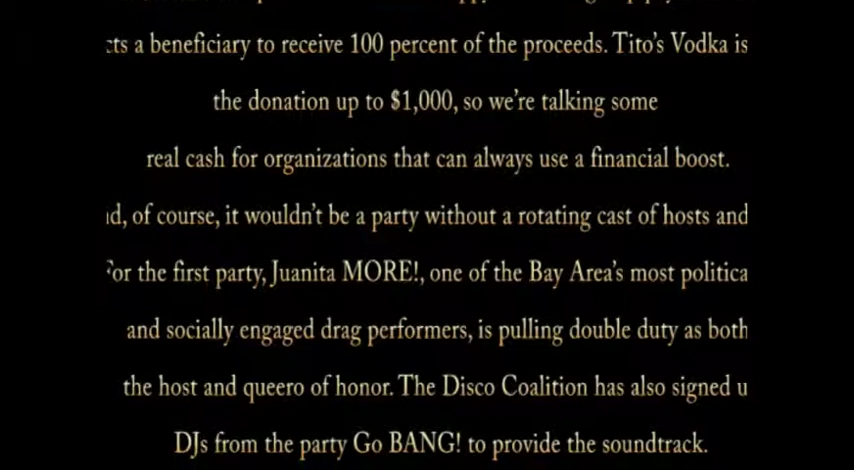 a beneficiary to receive 100 percent of the proceeds. Tito's Vodka is
the donation up to $1,000, so we're talking some
real cash for organizations that can always use a financial boost.
of course, it wouldn't be a party without a rotating cast of hosts and
for the first party, Juanita MORE!, one of the Bay Area's most
and socially engaged drag performers, is pulling double duty as both
the host and queero of honor. The Disco Coalition has also signed
DJs from the party Go BANG! to provide the soundtrack.